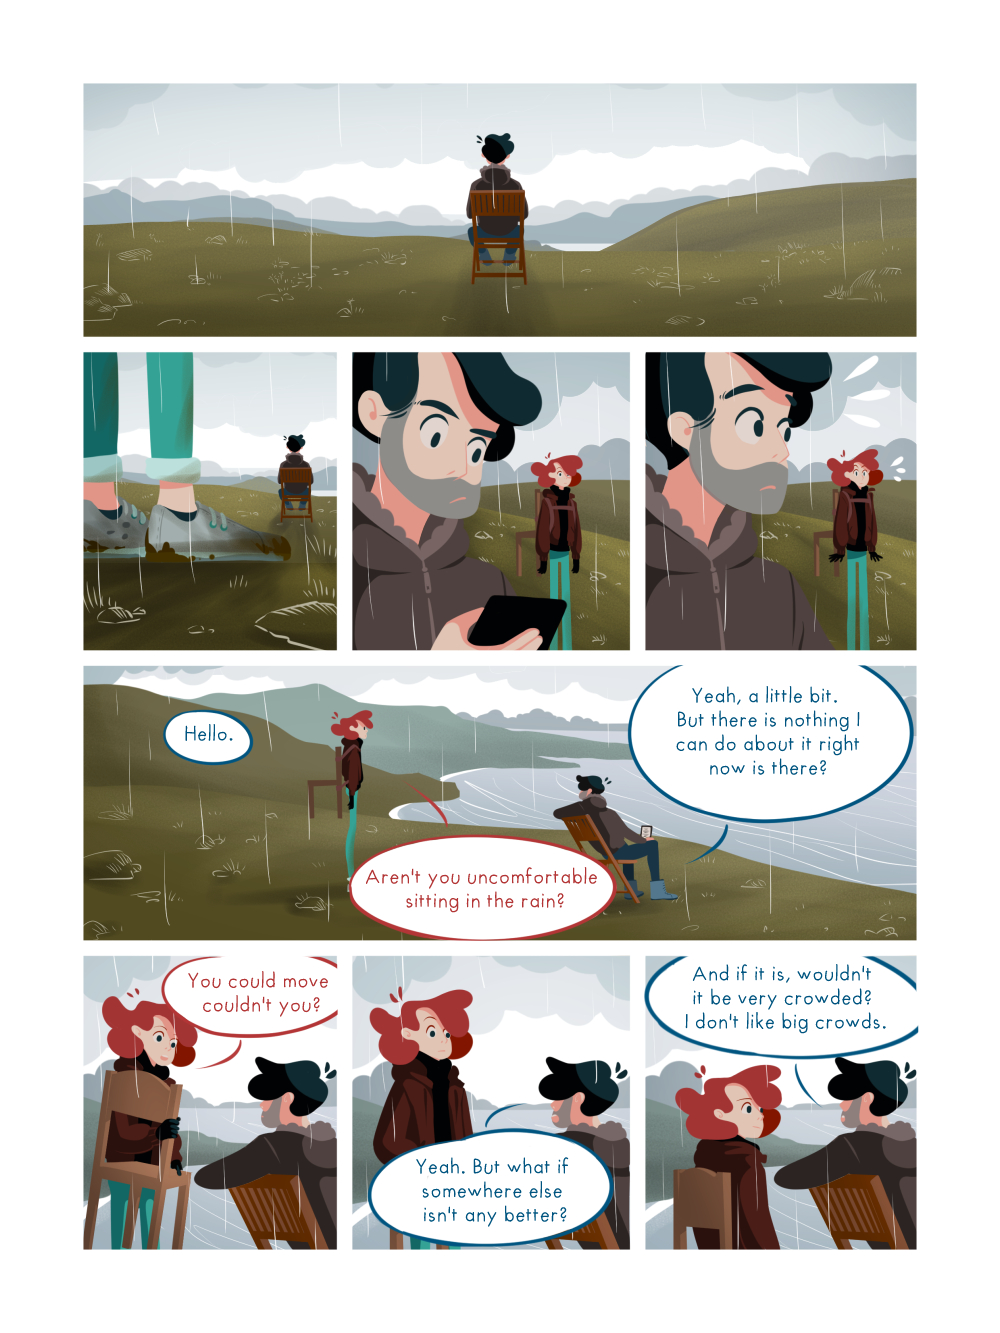 Hello.
Aren't you uncomfortable
sitting in the rain?
Yeah, a little bit.
But there is nothing I
can do about it right
now is there?
You could move
couldn't you?
Yeah. But what if
somewhere else
isn't any better?
And if it is, wouldn't
it be very crowded?
I don't like big crowds.